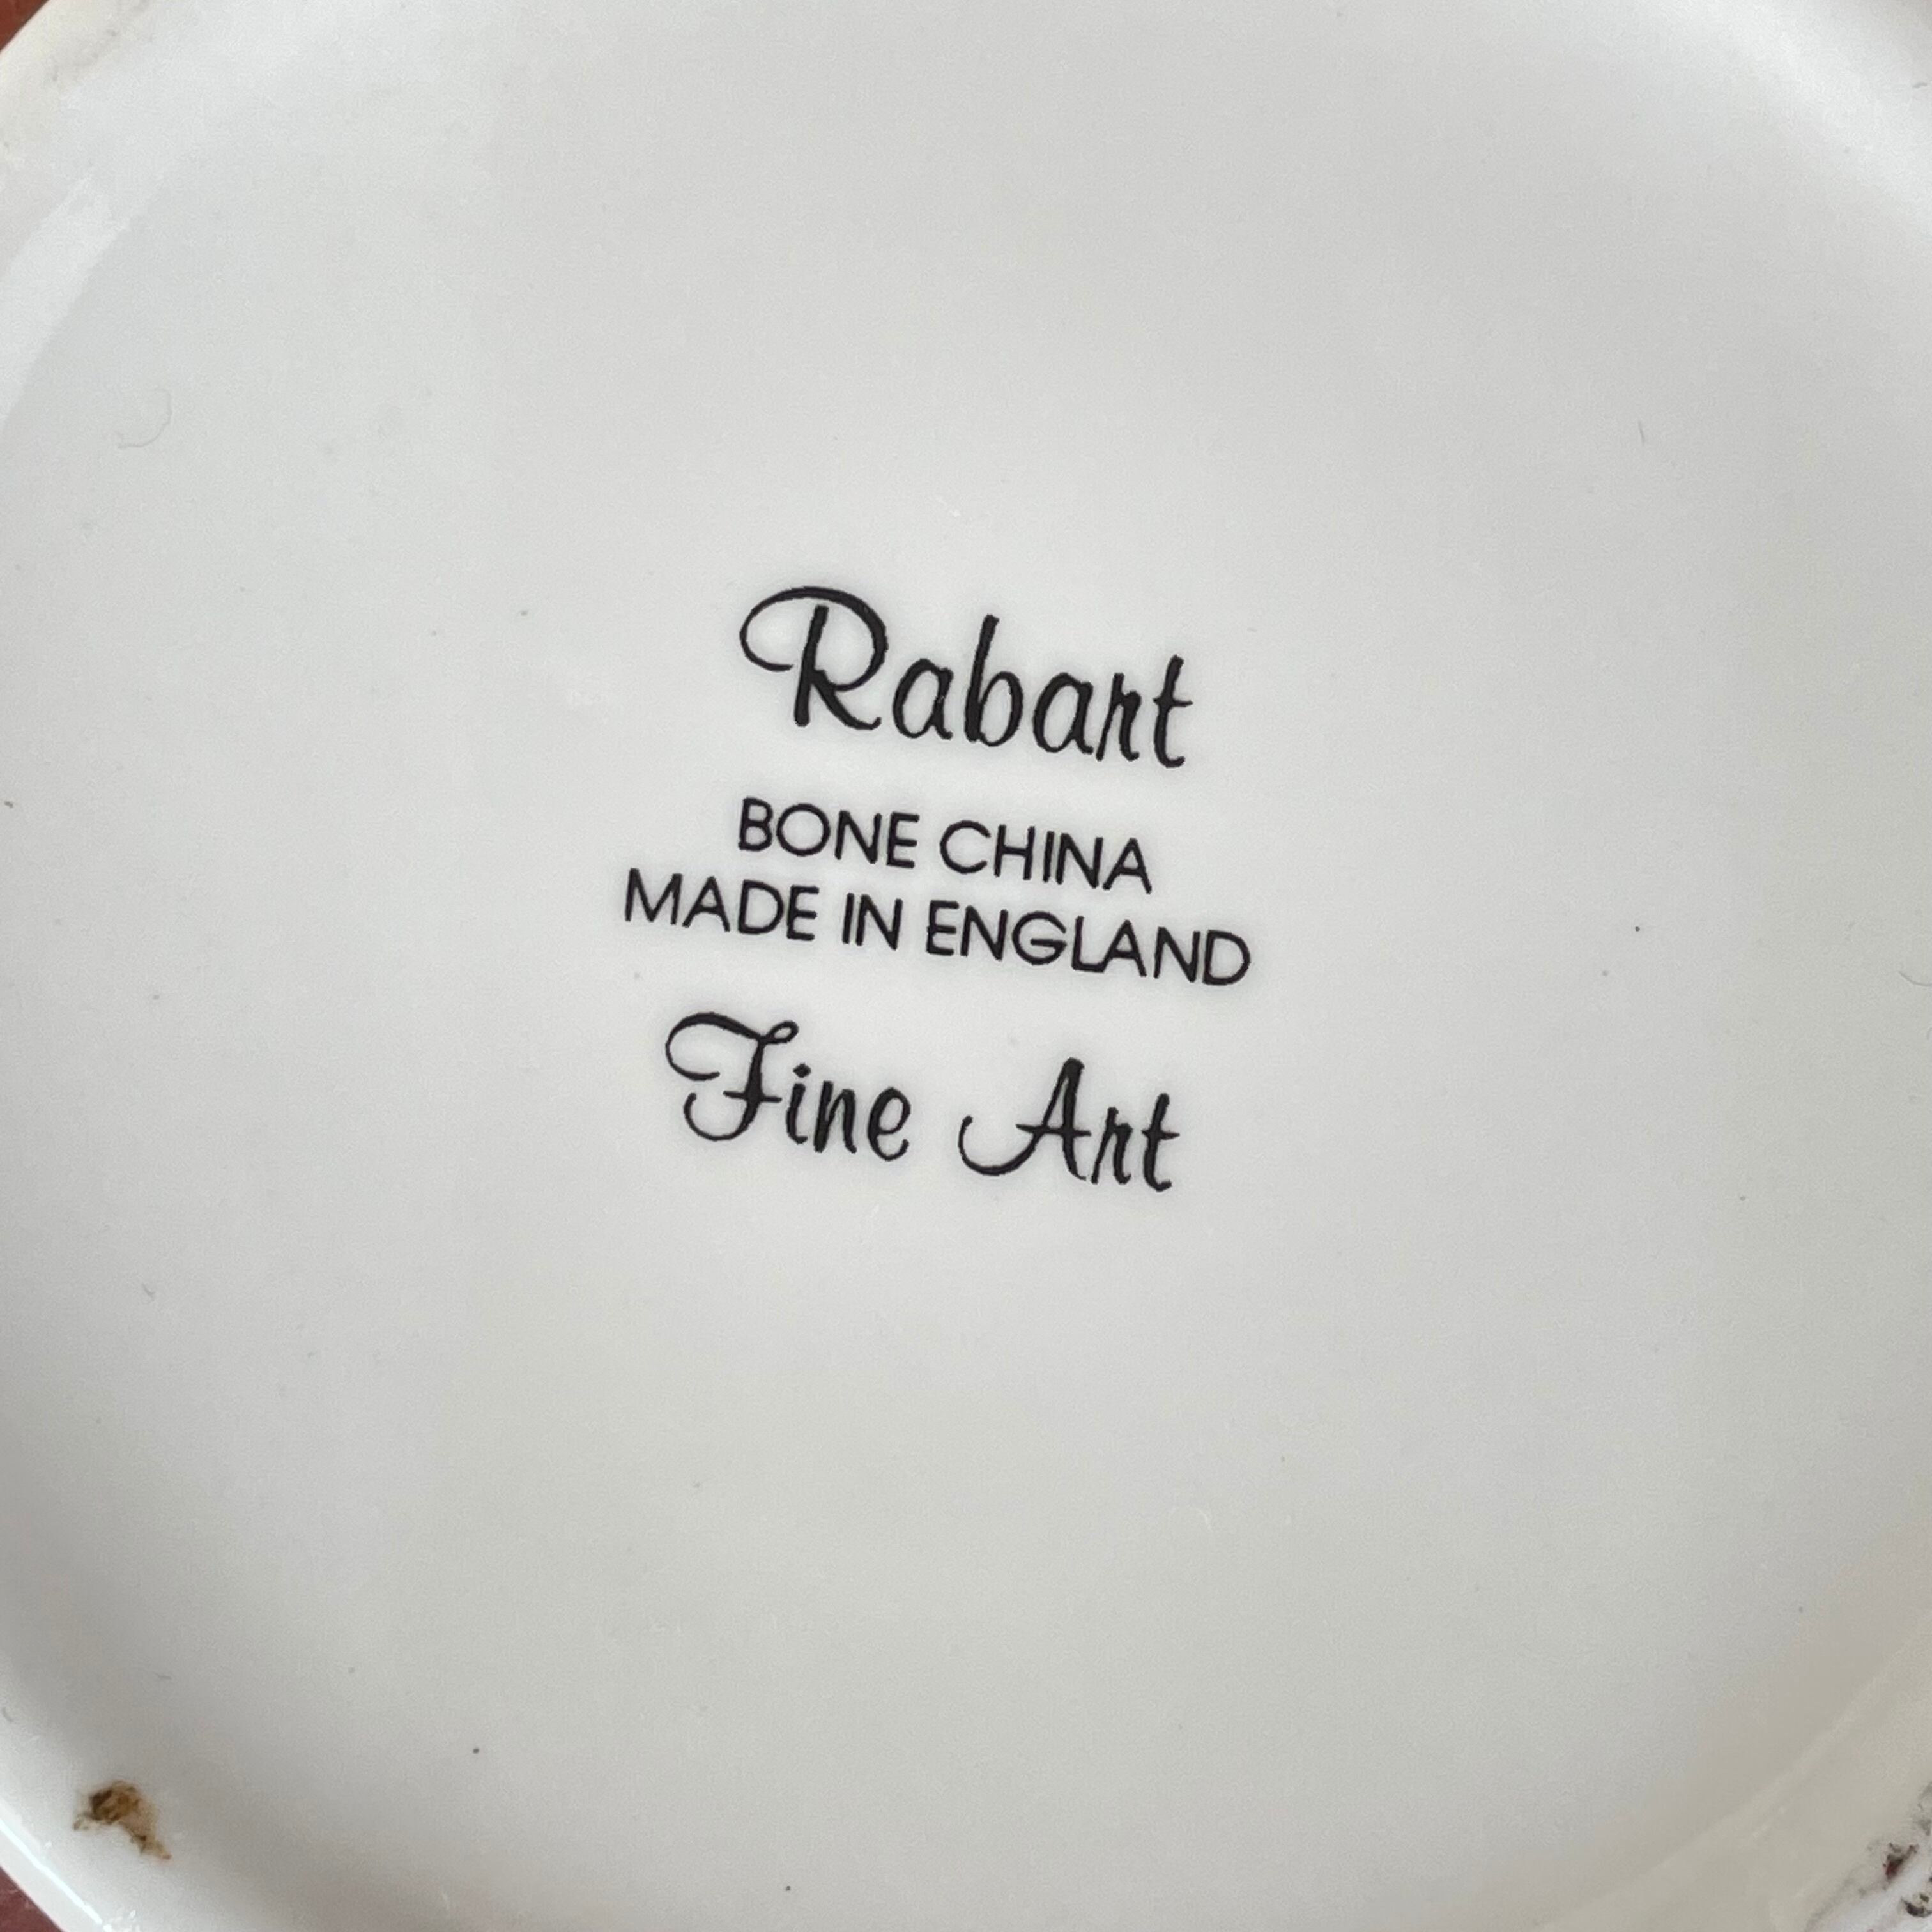 Rabart
BONE CHINA
MADE IN ENGLAND
Fine Art